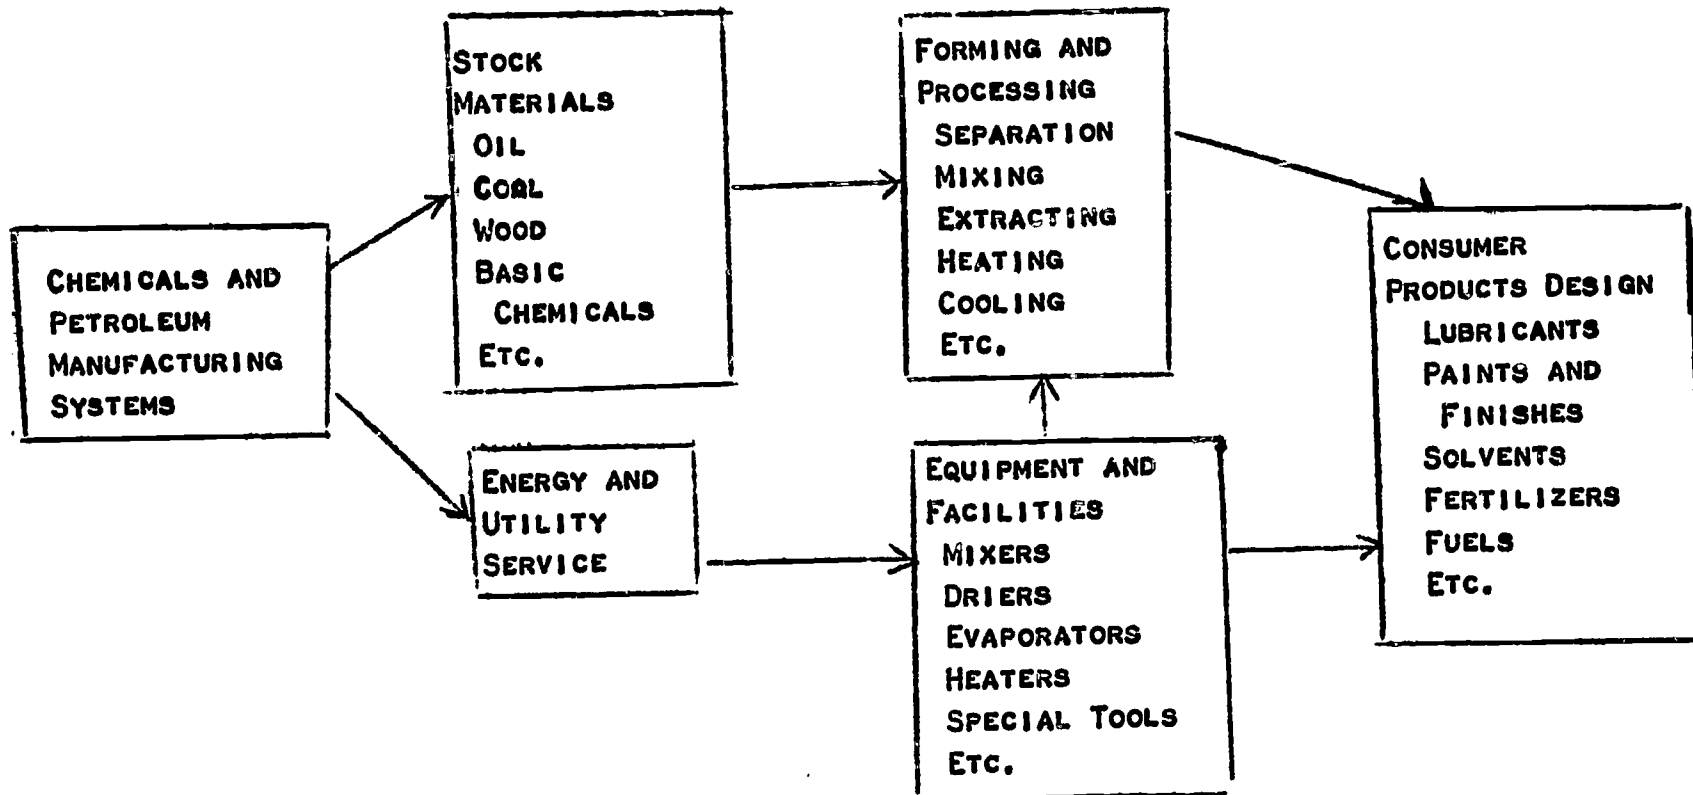 CHEMICALS AND
PETROLEUM
MANUFACTURING
SYSTEMS
STOCK
MATERIALS
OIL
COAL
WOOD
BASIC
CHEMICALS
ETC.
ENERGY AND
UTILITY
SERVICE
FORMING AND
PROCESSING
SEPARATION
MIXING
EXTRACTING
HEATING
COOLING
ETC.
EQUIPMENT AND
FACILITIES
MIXERS
DRIERS
EVAPORATORS
HEATERS
SPECIAL TOOLS
ETC.
CONSUMER
PRODUCTS DESIGN
LUBRICANTS
PAINTS AND
FINISHES
SOLVENTS
FERTILIZERS
FUELS
ETC.